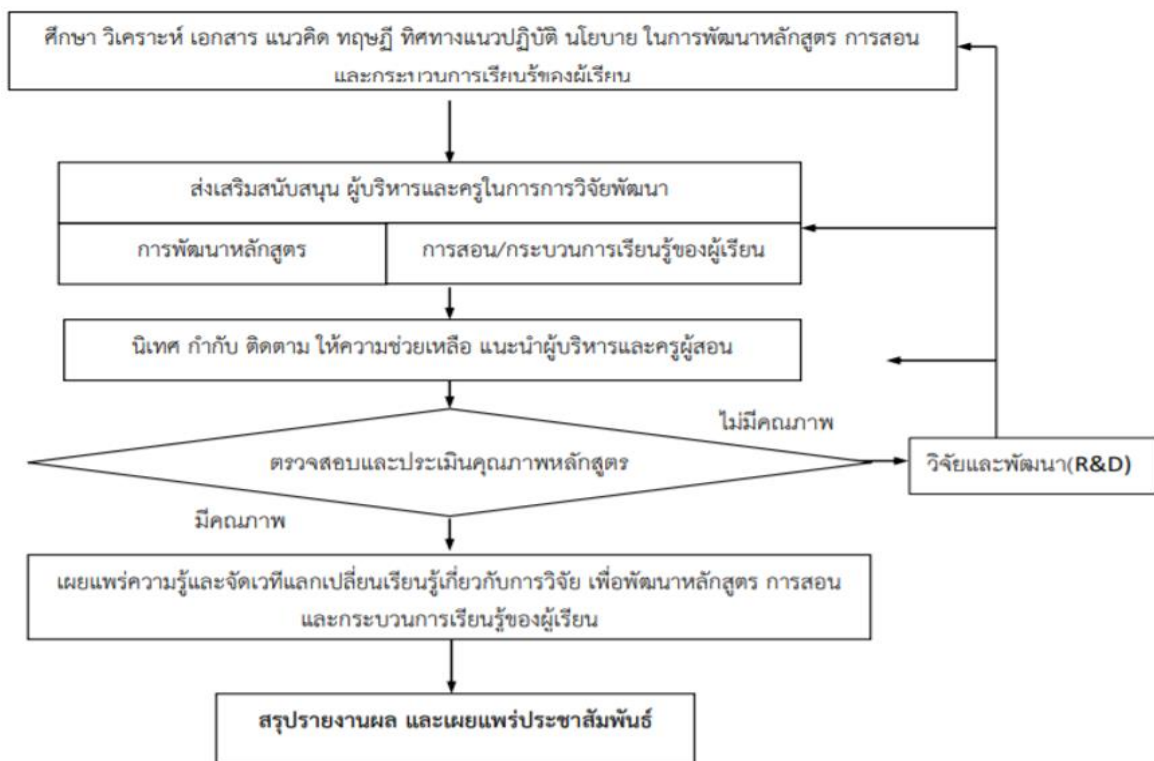 ศึกษา วิเคราะห์ เอกสาร แนวคิด ทฤษฎี ทิศทางแนวปฏิบัติ นโยบาย ในการพัฒนาหลักสูตร การสอน
และกระบวนการเรียนรู้ของผู้เรียน
ส่งเสริมสนับสนุน ผู้บริหารและครูในการการวิจัยพัฒนา
การพัฒนาหลักสูตร
การสอน/กระบวนการเรียนรู้ของผู้เรียน
นิเทศ กำกับ ติดตาม ให้ความช่วยเหลือ แนะนำผู้บริหารและครูผู้สอน
ไม่มีคุณภาพ
ตรวจสอบและประเมินคุณภาพหลักสูตร
วิจัยและพัฒนา(R&D)
มีคุณภาพ
เผยแพร่ความรู้และจัดเวทีแลกเปลี่ยนเรียนรู้เกี่ยวกับการวิจัย เพื่อพัฒนาหลักสูตร การสอน
และกระบวนการเรียนรู้ของผู้เรียน
สรุปรายงานผล และเผยแพร่ประชาสัมพันธ์